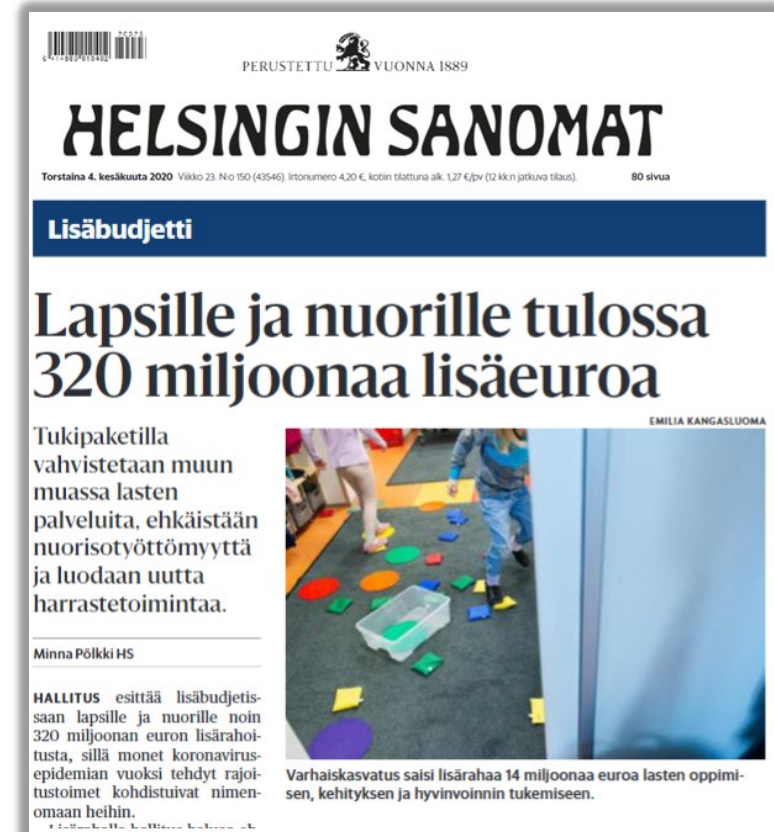 PERUSTETTU VUONNA 1889
HELSINGIN SANOMAT
Torstaina 4. kesäkuuta 2020 Viikko 23. N:o 150 (43546). Irtonumero 4,20 €, kotiin tilattuna alk. 1,27 €/pv (12 kk:n jatkuva tilaus). 80 sivua
Lisäbudjetti
Lapsille ja nuorille tulossa
320 miljoonaa lisäeuroa
EMILIA KANGASLUOMA
Tukipaketilla
vahvistetaan muun
muassa lasten
palveluita, ehkäistään
nuorisotyöttömyyttä
ja luodaan uutta
harrastetoimintaa.
Minna Pölkki HS
HALLITUS esittää lisäbudjetis-
saan lapsille ja nuorille noin
320 miljoonan euron lisärahoi-
tusta, sillä monet koronavirus-
epidemian vuoksi tehdyt rajoi-
tustoimet kohdistuivat nimen-
omaan heihin.
Varhaiskasvatus saisi lisärahaa 14 miljoonaa euroa lasten oppimi-
sen, kehityksen ja hyvinvoinnin tukemiseen.